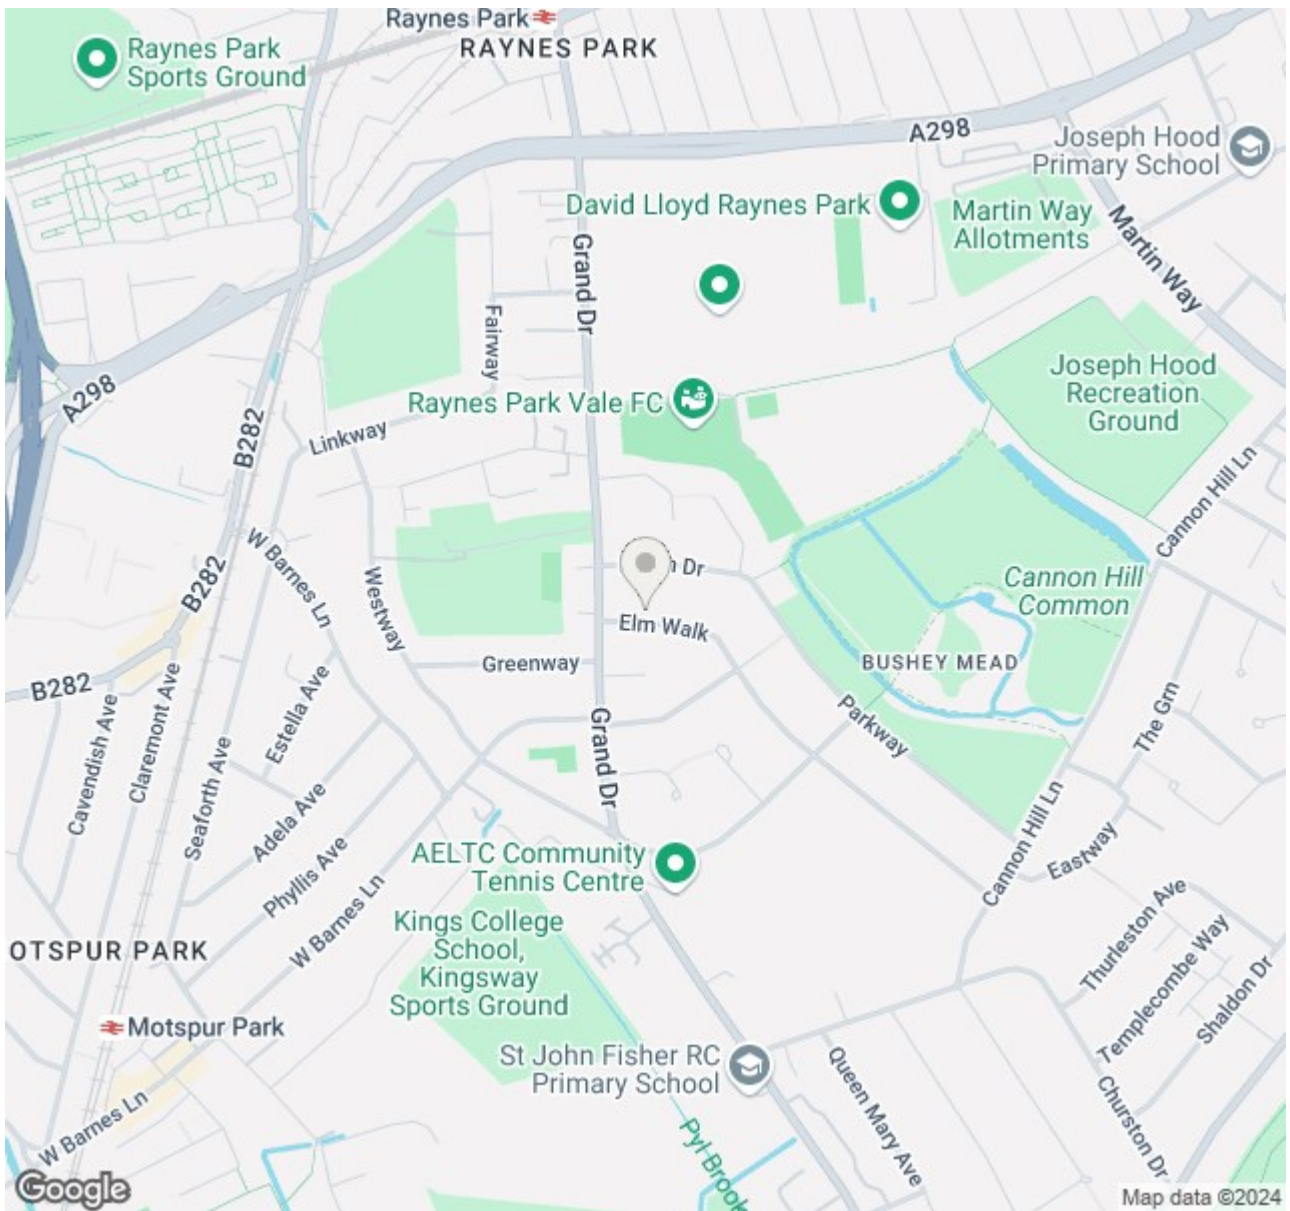 Raynes Park
RAYNES PARK
Raynes Park
Sports Ground
A298
Joseph Hood
Primary School
David Lloyd Raynes Park
Martin Way
Allotments
Martin Way
Grand Dr
Fairway
Joseph Hood
Recreation
Ground
A298
Raynes Park Vale FC
B282
Linkway
Cannon Hill Ln
W Barnes Ln
B282
Westway
Dr
Elm Walk
Cannon Hill
Common
BUSHEY MEAD
Greenway
B282
Estella Ave
Claremont Ave
Cavendish Ave
Seaforth Ave
Grand Dr
Parkway
The Grn
Adela Ave
Phyllis Ave
W Barnes Ln
AELTC Community
Tennis Centre
Cannon Hill Ln
Eastway
Kings College
School,
Kingsway
Sports Ground
Thurleston Ave
Templecombe Way
Shaldon Dr
OTSPUR PARK
Motspur Park
St John Fisher RC
Primary School
Queen Mary Ave
Churston Dr
W Barnes Ln
Pyl Brook
Google
Map data ©2024